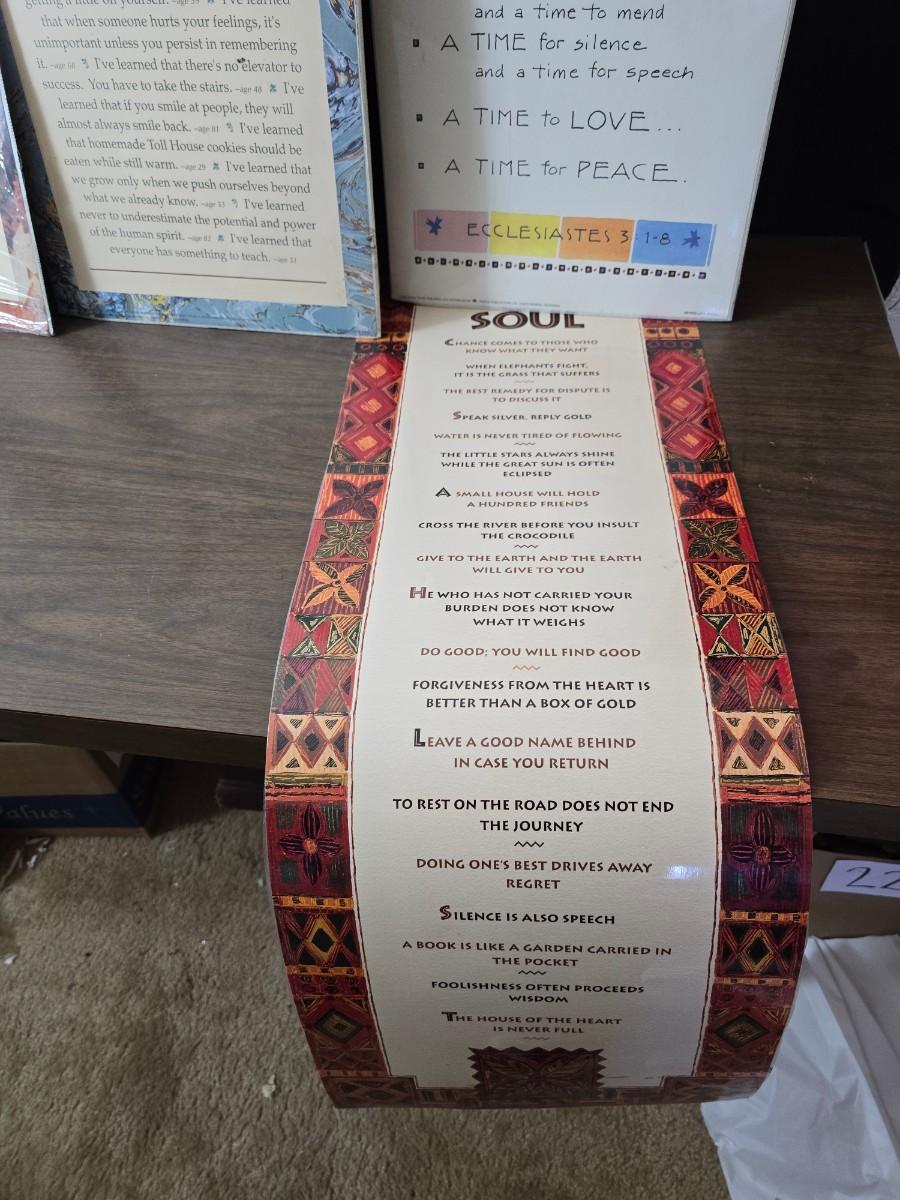 getting a little on yourself. –age 59 I've learned
that when someone hurts your feelings, it's
unimportant unless you persist in remembering
it. –age 68 I've learned that there's no elevator to
success. You have to take the stairs. –age 48 I've
learned that if you smile at people, they will
almost always smile back. –age 81 I've learned
that homemade Toll House cookies should be
eaten while still warm. –age 29 I've learned that
we grow only when we push ourselves beyond
what we already know. –age 53 I've learned
never to underestimate the potential and power
of the human spirit. –age 82 I've learned that
everyone has something to teach. –age 51
and a time to mend
A TIME for silence
and a time for speech
A TIME to LOVE...
A TIME for PEACE.
ECCLESIASTES 3:1-8
SOUL
CHANCE COMES TO THOSE WHO
KNOW WHAT THEY WANT
WHEN ELEPHANTS FIGHT,
IT IS THE GRASS THAT SUFFERS
THE BEST REMEDY FOR DISPUTE IS
TO DISCUSS IT
SPEAK SILVER, REPLY GOLD
WATER IS NEVER TIRED OF FLOWING
THE LITTLE STARS ALWAYS SHINE
WHILE THE GREAT SUN IS OFTEN
ECLIPSED
A SMALL HOUSE WILL HOLD
A HUNDRED FRIENDS
CROSS THE RIVER BEFORE YOU INSULT
THE CROCODILE
GIVE TO THE EARTH AND THE EARTH
WILL GIVE TO YOU
HE WHO HAS NOT CARRIED YOUR
BURDEN DOES NOT KNOW
WHAT IT WEIGHS
DO GOOD; YOU WILL FIND GOOD
FORGIVENESS FROM THE HEART IS
BETTER THAN A BOX OF GOLD
LEAVE A GOOD NAME BEHIND
IN CASE YOU RETURN
TO REST ON THE ROAD DOES NOT END
THE JOURNEY
DOING ONE'S BEST DRIVES AWAY
REGRET
SILENCE IS ALSO SPEECH
A BOOK IS LIKE A GARDEN CARRIED IN
THE POCKET
FOOLISHNESS OFTEN PROCEEDS
WISDOM
THE HOUSE OF THE HEART
IS NEVER FULL
22